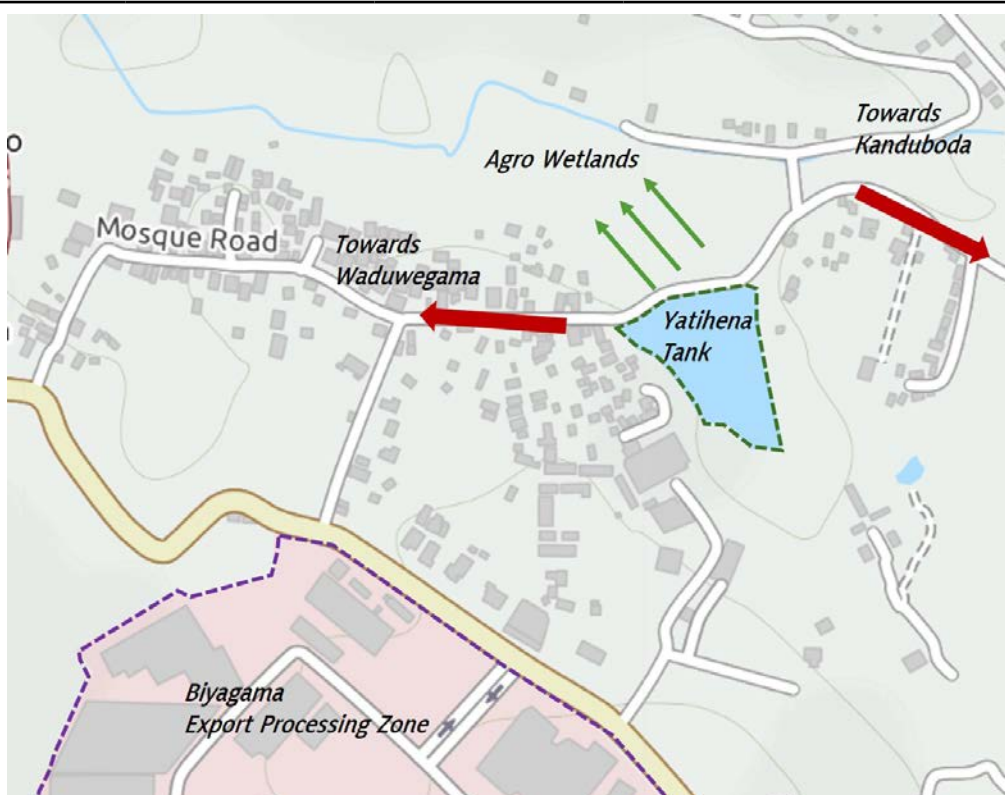 Towards
Kanduboda
o
Agro Wetlands
Mosque Road
Towards
Waduwegama
Yatihena
Tank
Biyagama
Export Processing Zone